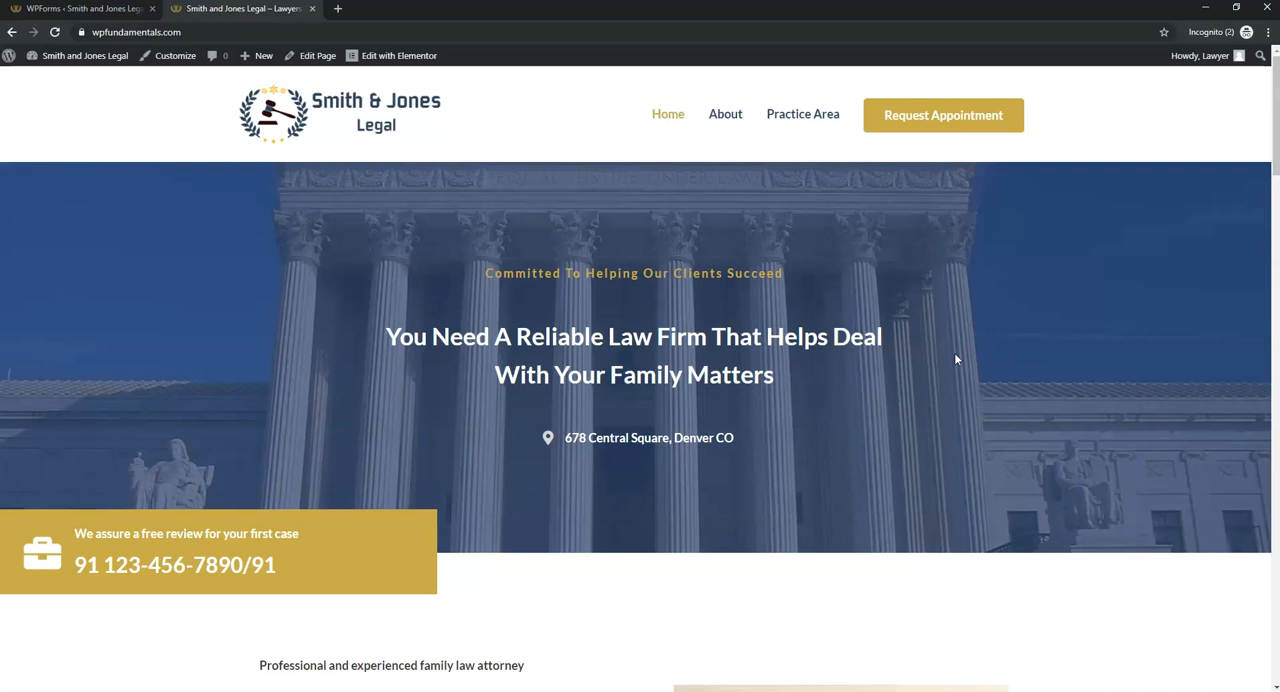 WPForms ‹ Smith and Jones Lega
Smith and Jones Legal – Lawyers
wpfundamentals.com
Incognito (2)
Smith and Jones Legal
Customize
0
New
Edit Page
Edit with Elementor
Howdy, Lawyer
Smith & Jones
Legal
Home
About
Practice Area
Request Appointment
Committed To Helping Our Clients Succeed
You Need A Reliable Law Firm That Helps Deal
With Your Family Matters
678 Central Square, Denver CO
We assure a free review for your first case
91 123-456-7890/91
Professional and experienced family law attorney